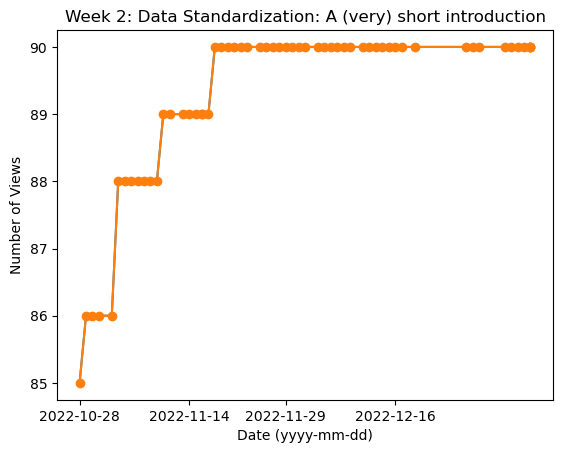 Week 2: Data Standardization: A (very) short introduction
Number of Views
90
89
88
87
86
85
2022-10-28 2022-11-14 2022-11-29 2022-12-16
Date (yyyy-mm-dd)